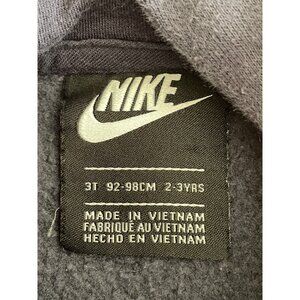 NIKE
3T 92-98CM 2-3YRS
MADE IN VIETNAM
FABRIQUÉ AU VIETNAM
HECHO EN VIETNAM